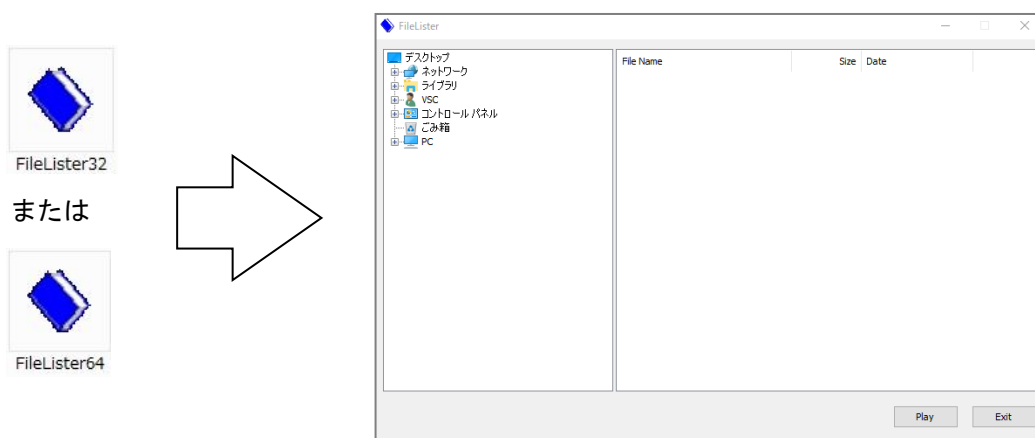 FileLister32
または
FileLister64
FileLister
デスクトップ
ネットワーク
ライブラリ
VSC
コントロール パネル
ごみ箱
PC
File Name Size Date
Play Exit